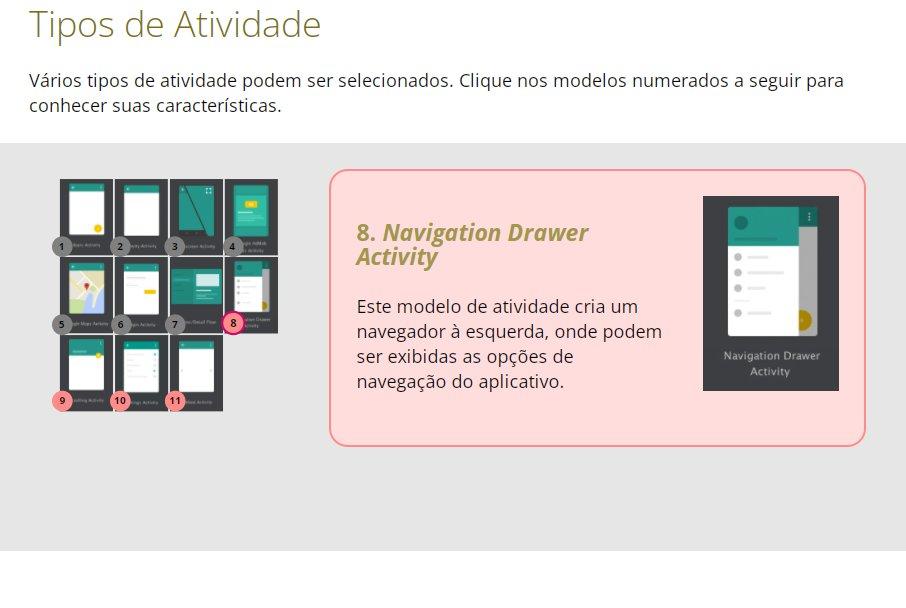 Tipos de Atividade
Vários tipos de atividade podem ser selecionados. Clique nos modelos numerados a seguir para
conhecer suas características.
1
2
3
4
5
6
7
8
9
10
11
8. Navigation Drawer
Activity
Este modelo de atividade cria um
navegador à esquerda, onde podem
ser exibidas as opções de
navegação do aplicativo.
Navigation Drawer
Activity